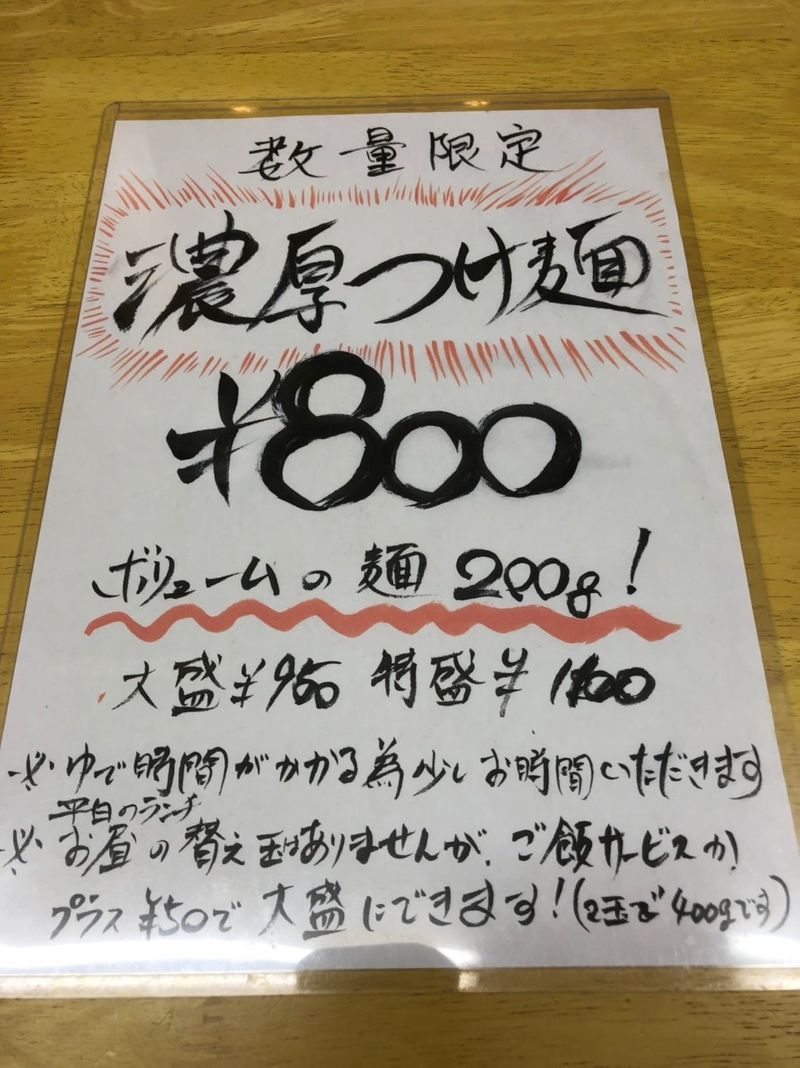 数量限定
濃厚つけ麺
¥800
ボリュームの麺 200g!
大盛¥950 特盛¥1100
※ゆで時間がかかる為少しお時間いただきます
平日のランチ
※お昼の替え玉はありませんが、ご飯サービスか
プラス¥50で大盛にできます!(2玉で400gです)